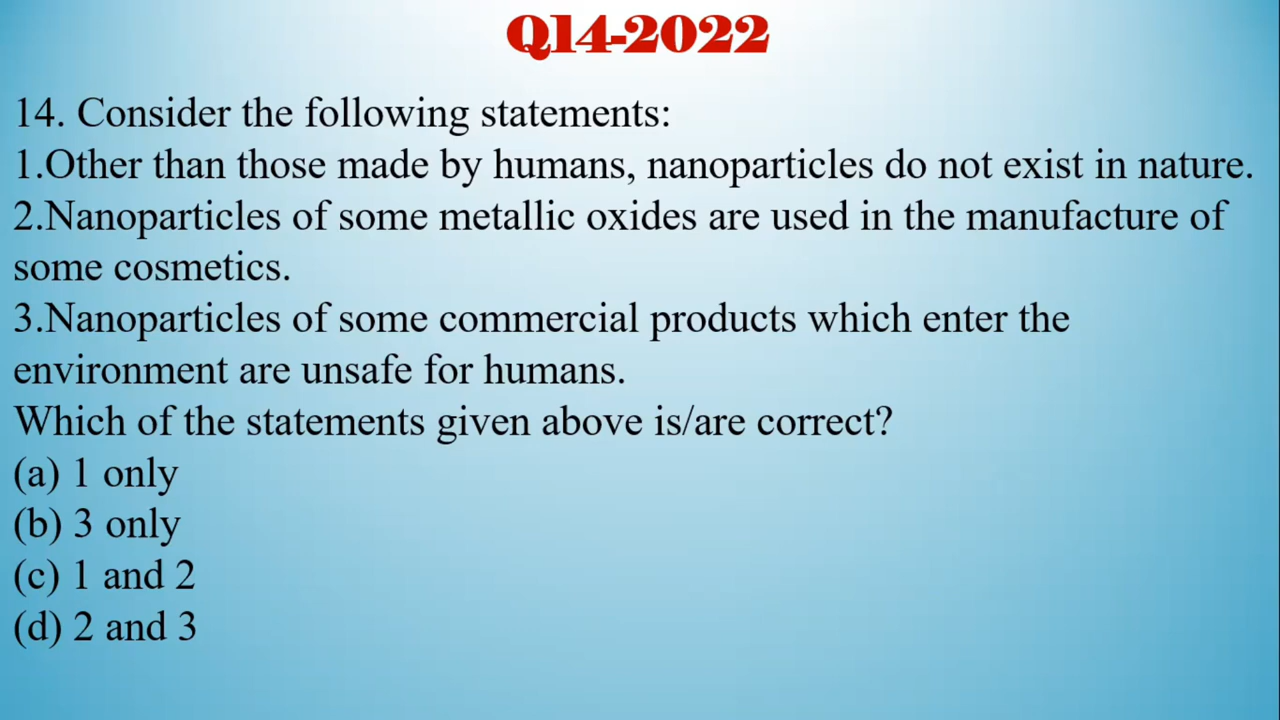 Q14-2022
14. Consider the following statements:
1.Other than those made by humans, nanoparticles do not exist in nature.
2.Nanoparticles of some metallic oxides are used in the manufacture of
some cosmetics.
3.Nanoparticles of some commercial products which enter the
environment are unsafe for humans.
Which of the statements given above is/are correct?
(a) 1 only
(b) 3 only
(c) 1 and 2
(d) 2 and 3